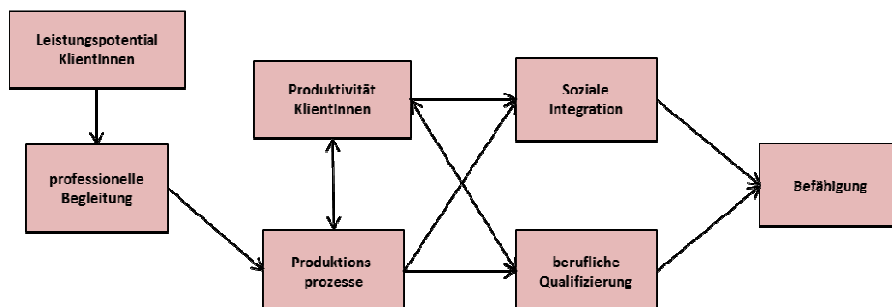 Leistungspotential
KlientInnen
professionelle
Begleitung
Produktivität
KlientInnen
Produktions
prozesse
Soziale
Integration
berufliche
Qualifizierung
Befähigung